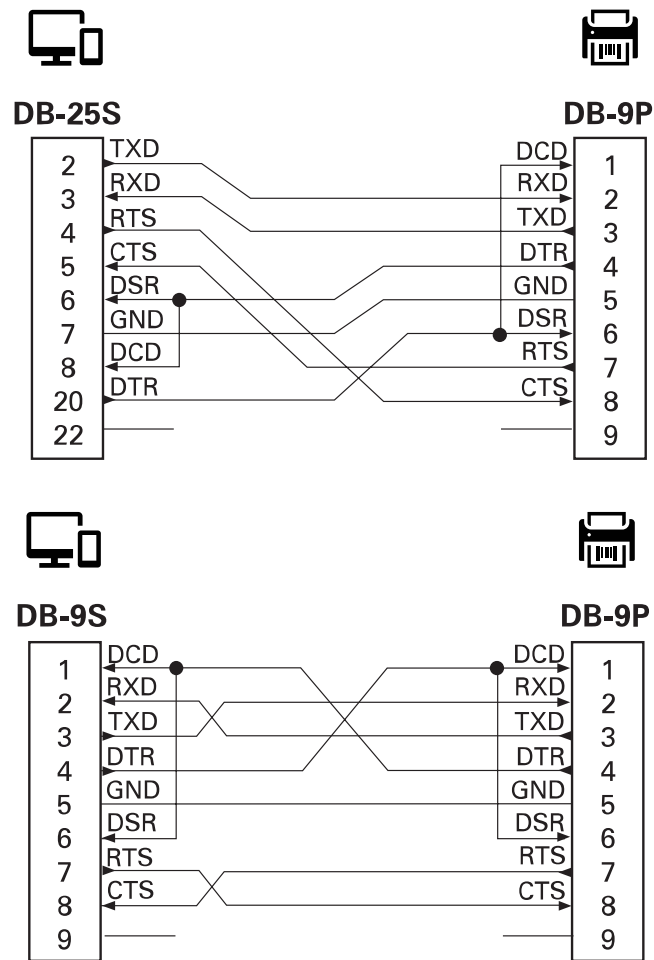 DB-25S DB-9P
2 TXD DCD 1
3 RXD RXD 2
4 RTS TXD 3
5 CTS DTR 4
6 DSR GND 5
7 GND DSR 6
8 DCD RTS 7
20 DTR CTS 8
22 9
DB-9S DB-9P
1 DCD DCD 1
2 RXD RXD 2
3 TXD TXD 3
4 DTR DTR 4
5 GND GND 5
6 DSR DSR 6
7 RTS RTS 7
8 CTS CTS 8
9 9